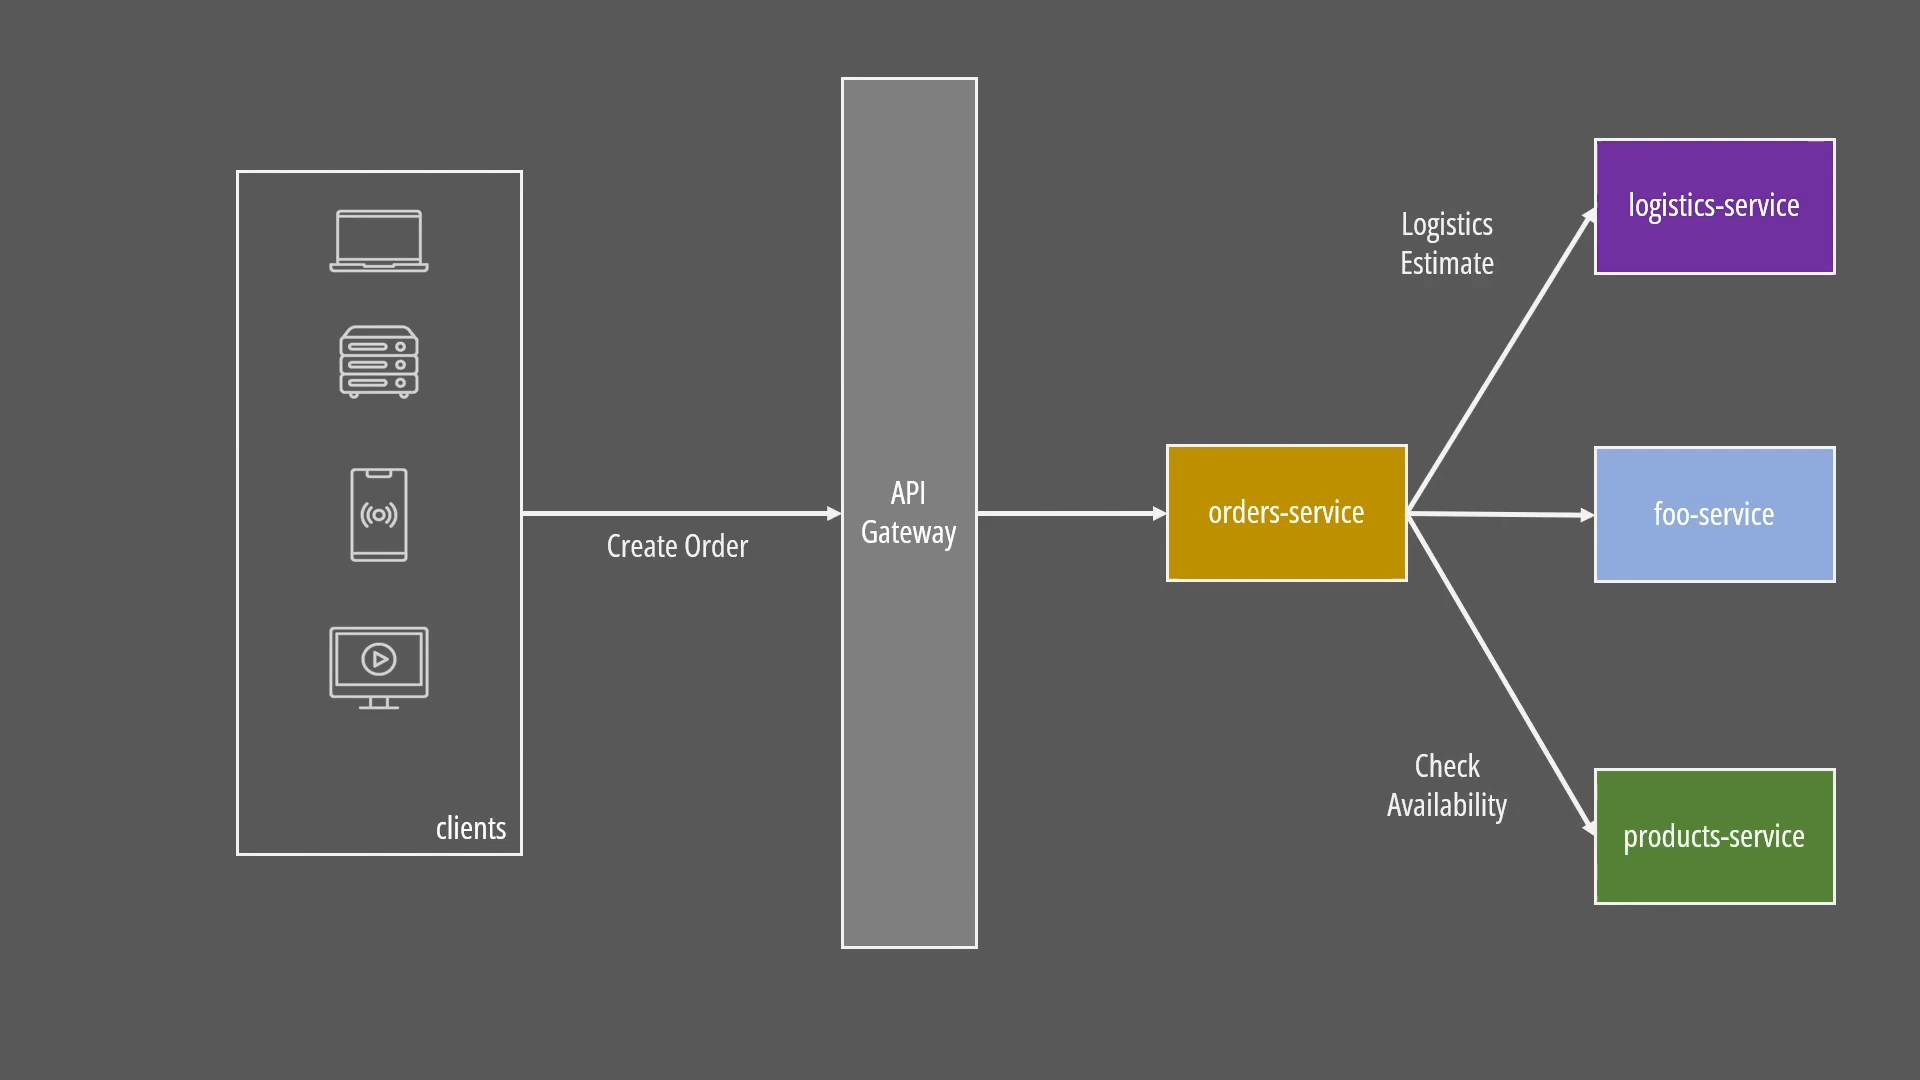 clients
Create Order
API
Gateway
orders-service
Logistics
Estimate
logistics-service
foo-service
Check
Availability
products-service